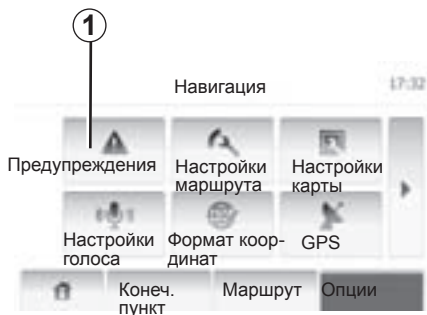 1
Навигация 17:32
Предупреждения
Настройки
маршрута
Настройки
карты
Настройки
голоса
Формат коор-
динат
GPS
Конеч.
пункт
Маршрут
Опции